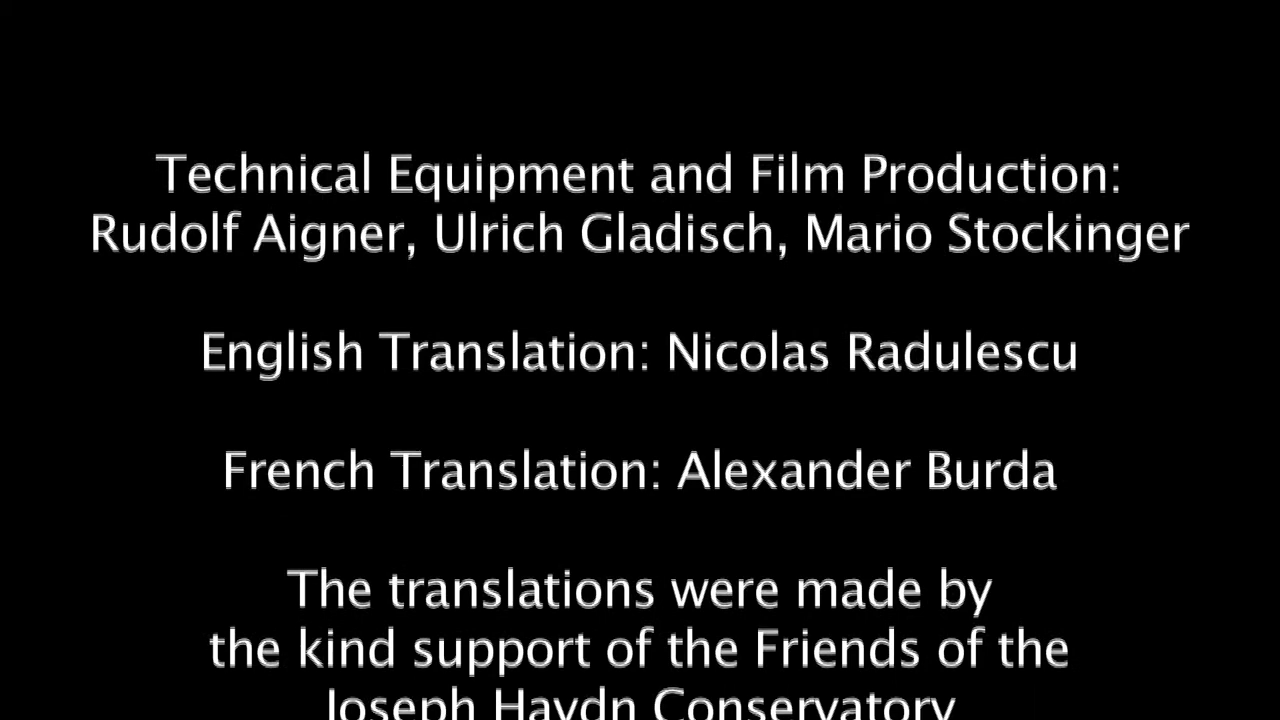 Technical Equipment and Film Production:
Rudolf Aigner, Ulrich Gladisch, Mario Stockinger
English Translation: Nicolas Radulescu
French Translation: Alexander Burda
The translations were made by
the kind support of the Friends of the
Joseph Haydn Conservatory